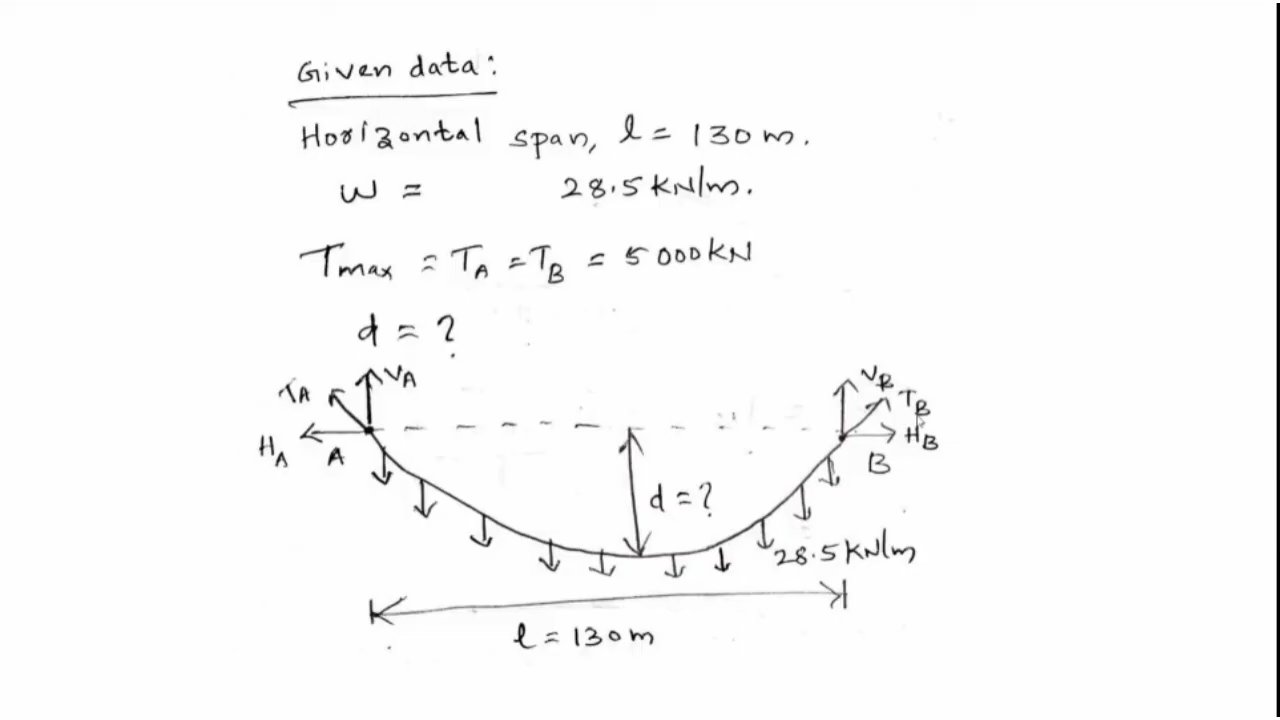 Given data:
Horizontal span, l = 130 m.
w = 28.5 KN/m.
Tmax = TA = TB = 5000 KN
d = ?
VA
VB
TA
TB
HA
A
HB
B
d = ?
28.5 KN/m
l = 130 m